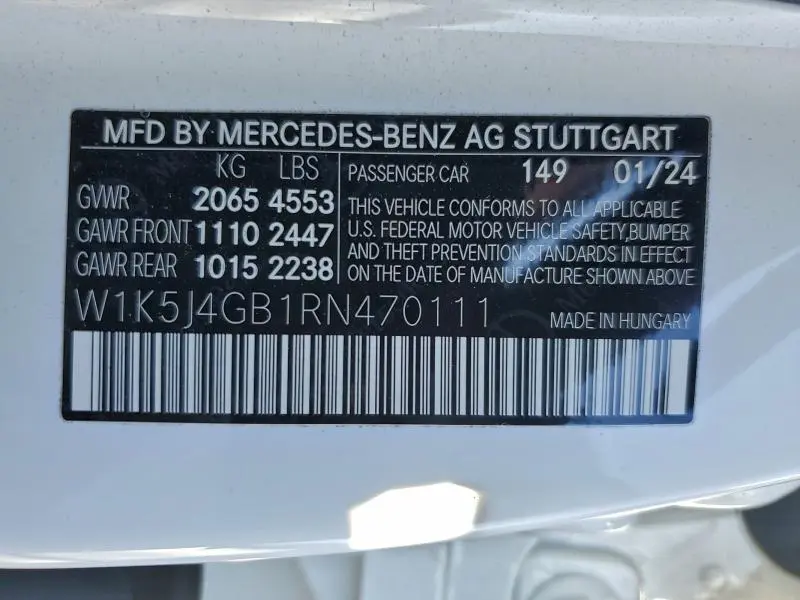 MFD BY MERCEDES-BENZ AG STUTTGART
KG LBS
GVWR 2065 4553
GAWR FRONT 1110 2447
GAWR REAR 1015 2238
PASSENGER CAR 149 01/24
THIS VEHICLE CONFORMS TO ALL APPLICABLE
U.S. FEDERAL MOTOR VEHICLE SAFETY,BUMPER
AND THEFT PREVENTION STANDARDS IN EFFECT
ON THE DATE OF MANUFACTURE SHOWN ABOVE
W1K5J4GB1RN470111 MADE IN HUNGARY